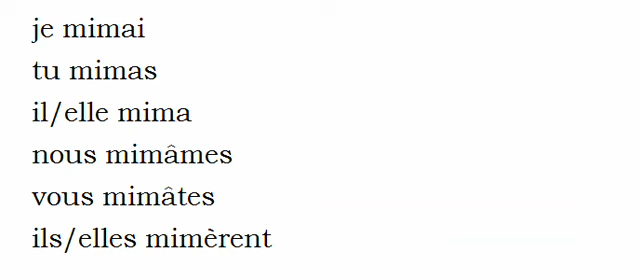 je mimai
tu mimas
il/elle mima
nous mimâmes
vous mimâtes
ils/elles mimèrent